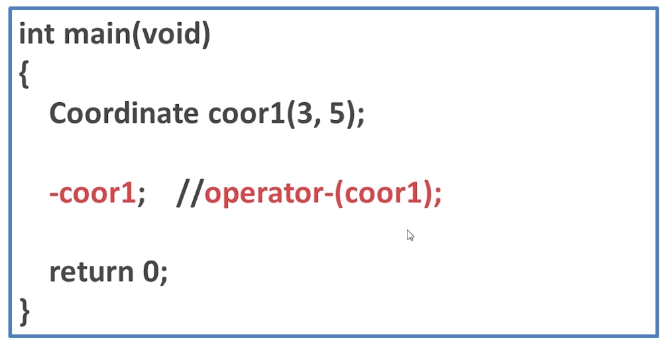 int main(void)
{
Coordinate coor1(3, 5);
-coor1; //operator-(coor1);
return 0;
}